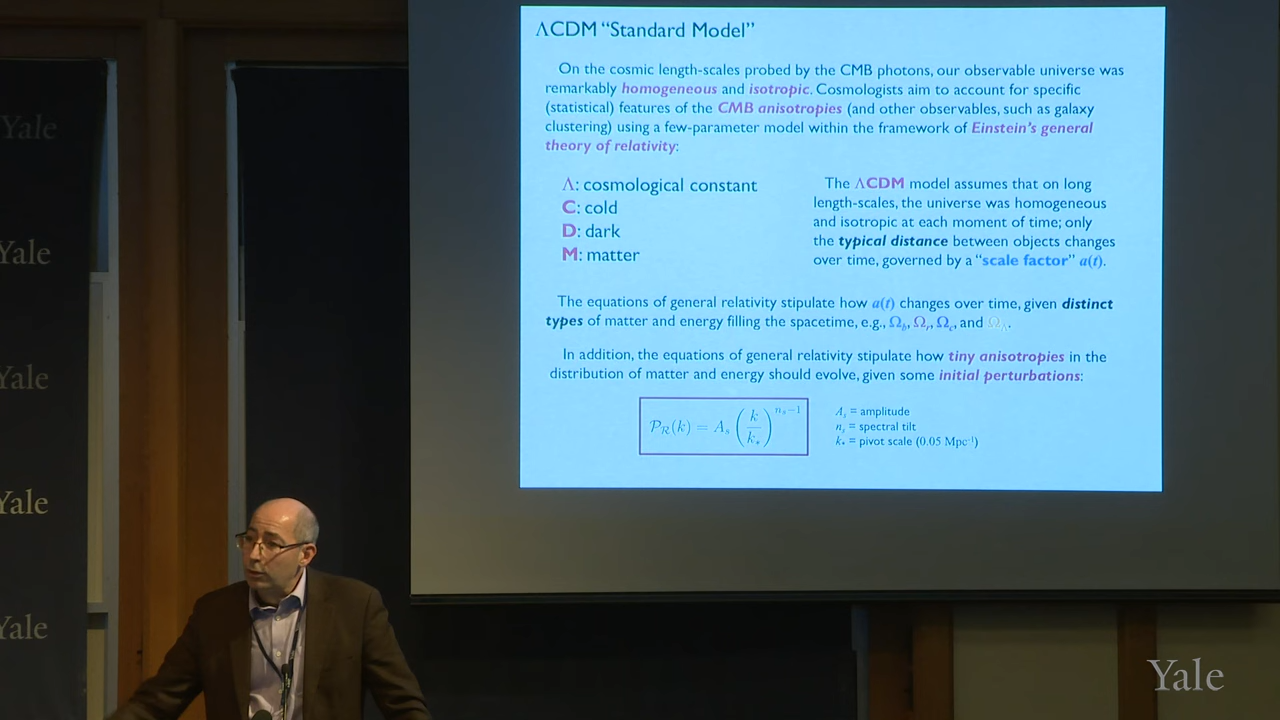 ΛCDM “Standard Model”
On the cosmic length-scales probed by the CMB photons, our observable universe was
remarkably homogeneous and isotropic. Cosmologists aim to account for specific
(statistical) features of the CMB anisotropies (and other observables, such as galaxy
clustering) using a few-parameter model within the framework of Einstein’s general
theory of relativity:
Λ: cosmological constant
C: cold
D: dark
M: matter
The ΛCDM model assumes that on long
length-scales, the universe was homogeneous
and isotropic at each moment of time; only
the typical distance between objects changes
over time, governed by a “scale factor” a(t).
The equations of general relativity stipulate how a(t) changes over time, given distinct
types of matter and energy filling the spacetime, e.g., Ω_b, Ω_r, Ω_c, and Ω_Λ.
In addition, the equations of general relativity stipulate how tiny anisotropies in the
distribution of matter and energy should evolve, given some initial perturbations:
P_R(k) = A_s (k/k_*)^{n_s−1}
A_s = amplitude
n_s = spectral tilt
k_* = pivot scale (0.05 Mpc⁻¹)
Yale
Yale
Yale
Yale
Yale
Yale